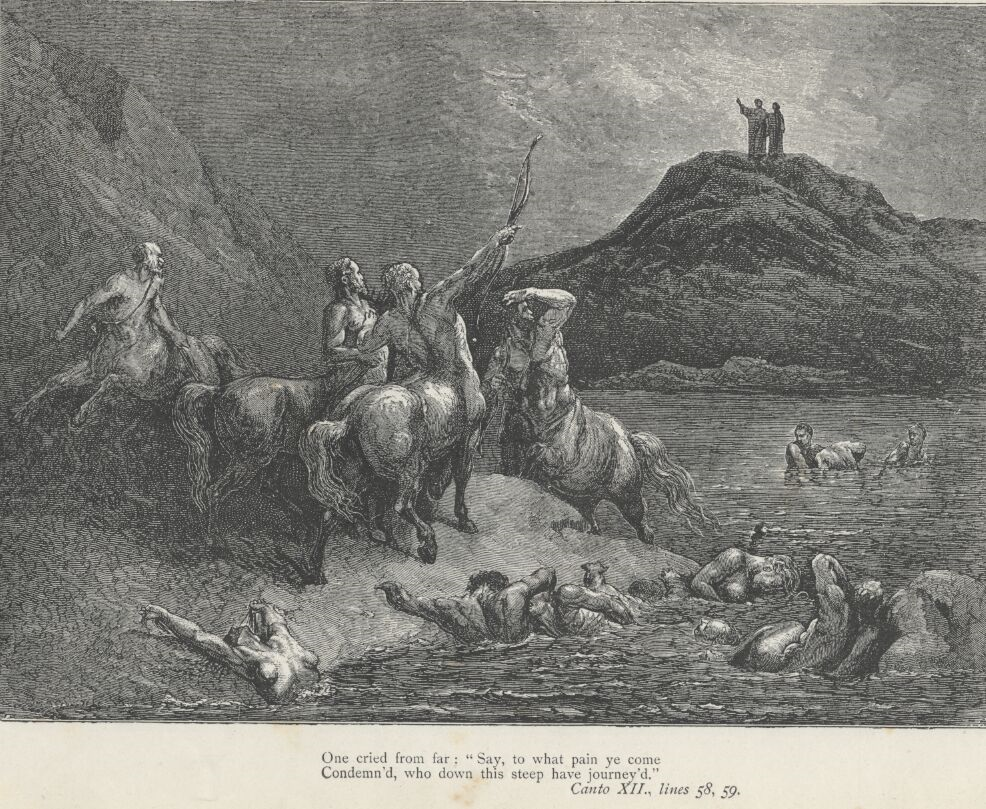 One cried from far : “ Say, to what pain ye come
Condemn’d, who down this steep have journey’d.”
Canto XII., lines 58, 59.